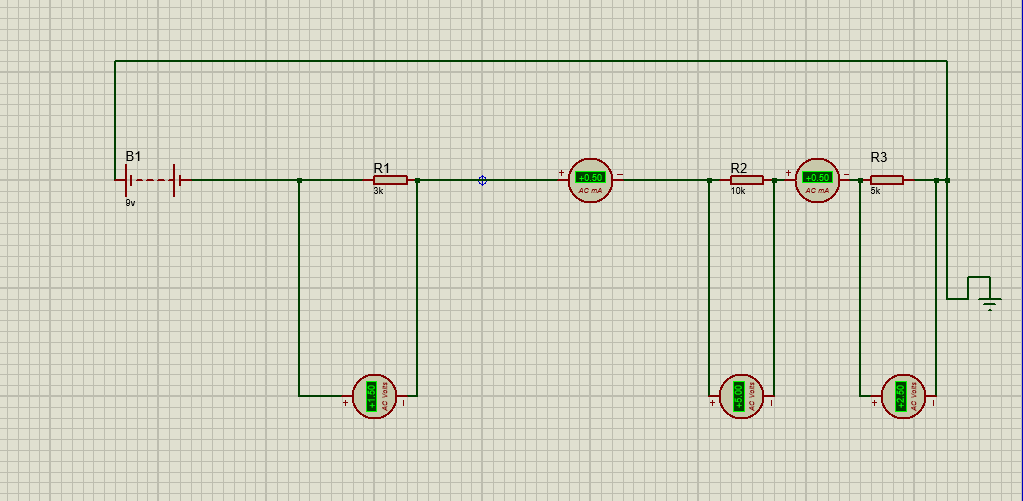 B1
9v
R1
3k
+
+0.50
AC mA
−
R2
10k
+
+0.50
AC mA
−
R3
5k
+
+1.50
AC Volts
−
+
+5.00
AC Volts
−
+
+2.50
AC Volts
−